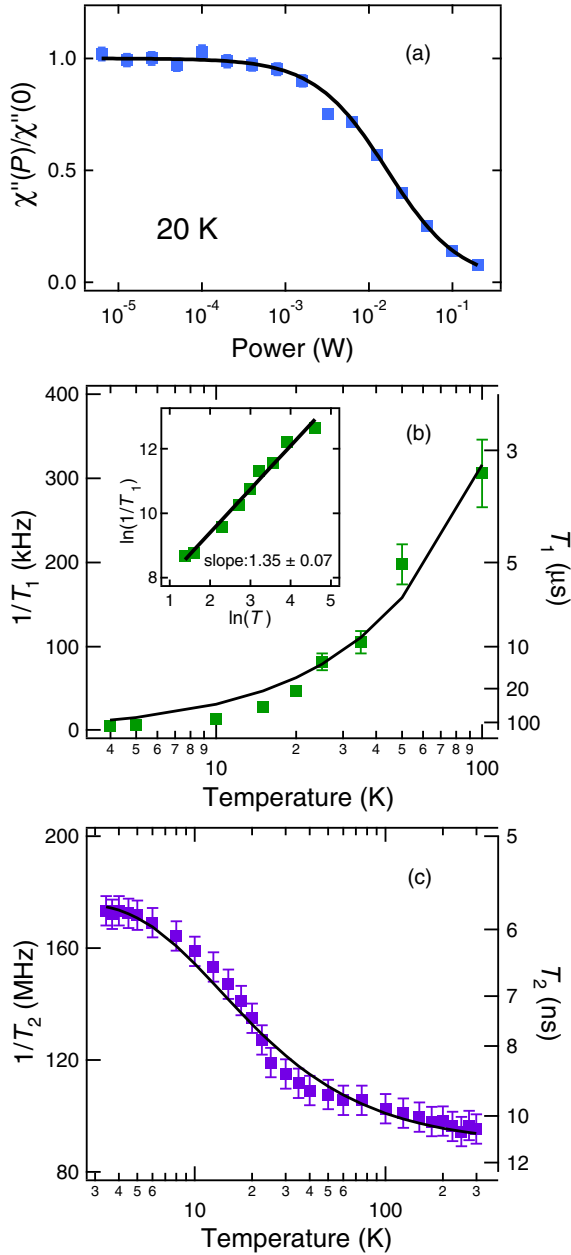 (a)
1.0
0.5
0.0
χ"(P)/χ"(0)
20 K
10⁻⁵ 10⁻⁴ 10⁻³ 10⁻² 10⁻¹
Power (W)
(b)
400
300
200
100
0
1/T₁ (kHz)
3
5
10
20
100
T₁ (μs)
12
10
8
ln(1/T₁)
slope:1.35 ± 0.07
1 2 3 4 5
ln(T)
4 5 6 7 8 9 2 3 4 5 6 7 8 9
10 100
Temperature (K)
(c)
200
160
120
80
1/T₂ (MHz)
5
6
7
8
10
12
T₂ (ns)
3 4 5 6 2 3 4 5 6 2 3
10 100
Temperature (K)